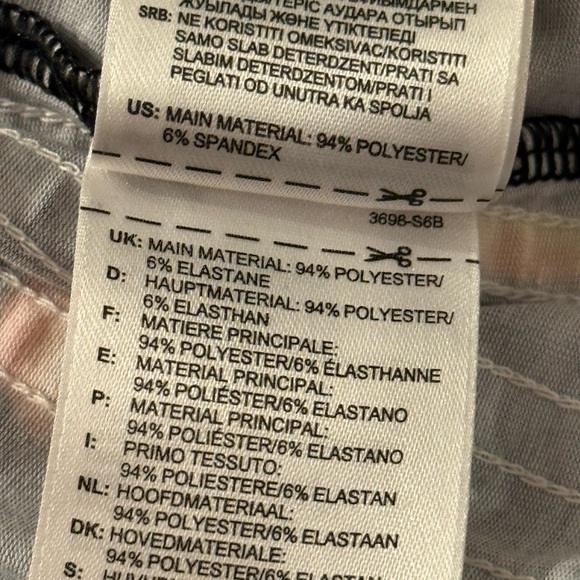 ЖУЫЛАДЫ ЖӘНЕ ҮТІКТЕЛЕДІ
SRB: NE KORISTITI OMEKSIVAC/KORISTITI
SAMO SLAB DETERDZENT/PRATI SA
SLABIM DETERDZENTOM/PRATI I
PEGLATI OD UNUTRA KA SPOLJA
US: MAIN MATERIAL: 94% POLYESTER/
6% SPANDEX
3698-S6B
UK: MAIN MATERIAL: 94% POLYESTER/
6% ELASTANE
D: HAUPTMATERIAL: 94% POLYESTER/
6% ELASTHAN
F: MATIERE PRINCIPALE:
94% POLYESTER/6% ÉLASTHANNE
E: MATERIAL PRINCIPAL:
94% POLIÉSTER/6% ELASTANO
P: MATERIAL PRINCIPAL:
94% POLIÉSTER/6% ELASTANO
I: PRIMO TESSUTO:
94% POLIESTERE/6% ELASTAN
NL: HOOFDMATERIAAL:
94% POLYESTER/6% ELASTAAN
DK: HOVEDMATERIALE:
94% POLYESTER/6% ELASTAN
S: